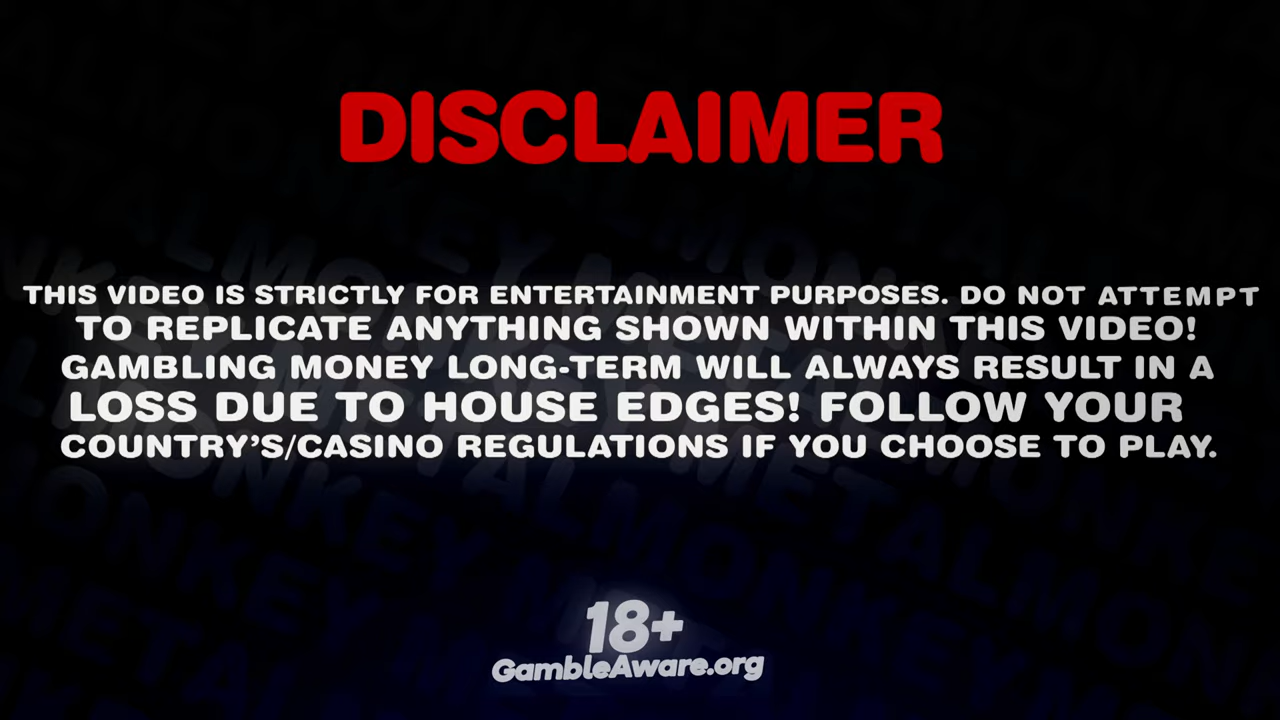 DISCLAIMER
THIS VIDEO IS STRICTLY FOR ENTERTAINMENT PURPOSES. DO NOT ATTEMPT
TO REPLICATE ANYTHING SHOWN WITHIN THIS VIDEO!
GAMBLING MONEY LONG-TERM WILL ALWAYS RESULT IN A
LOSS DUE TO HOUSE EDGES! FOLLOW YOUR
COUNTRY'S/CASINO REGULATIONS IF YOU CHOOSE TO PLAY.
18+
GambleAware.org